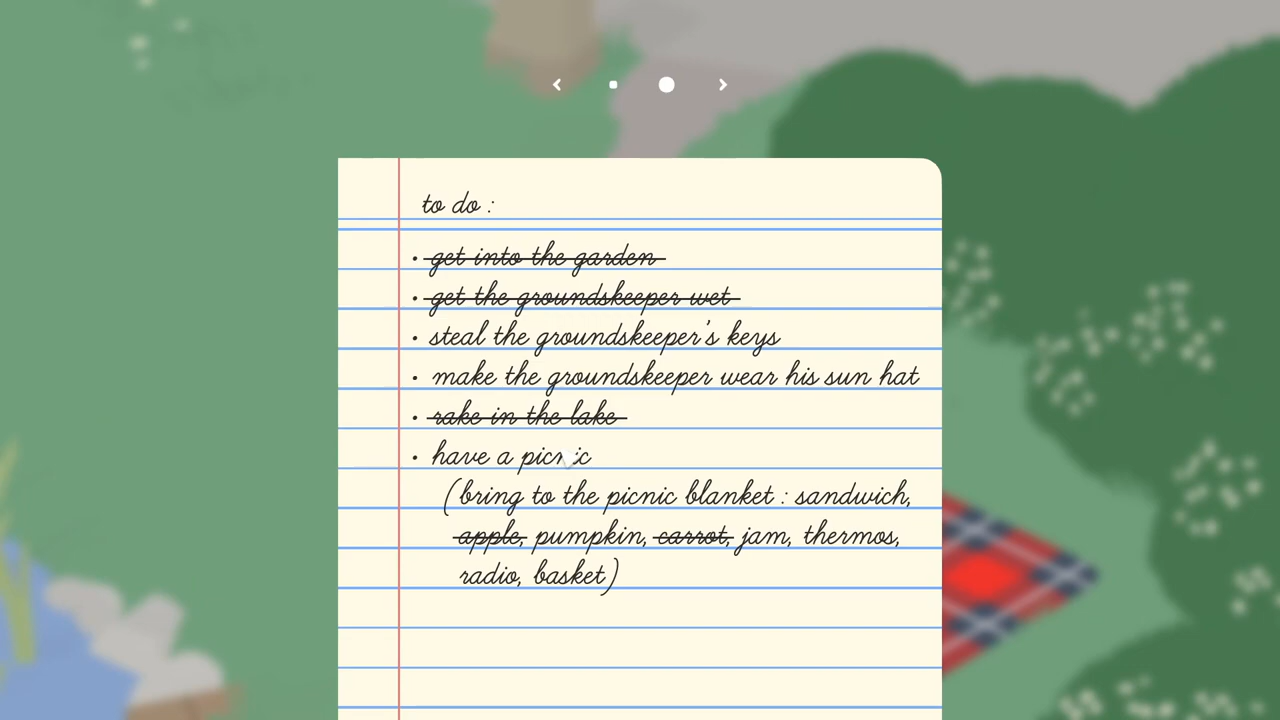 to do :
• get into the garden
• get the groundskeeper wet
• steal the groundskeeper's keys
• make the groundskeeper wear his sun hat
• rake in the lake
• have a picnic
(bring to the picnic blanket : sandwich,
apple, pumpkin, carrot, jam, thermos,
radio, basket)